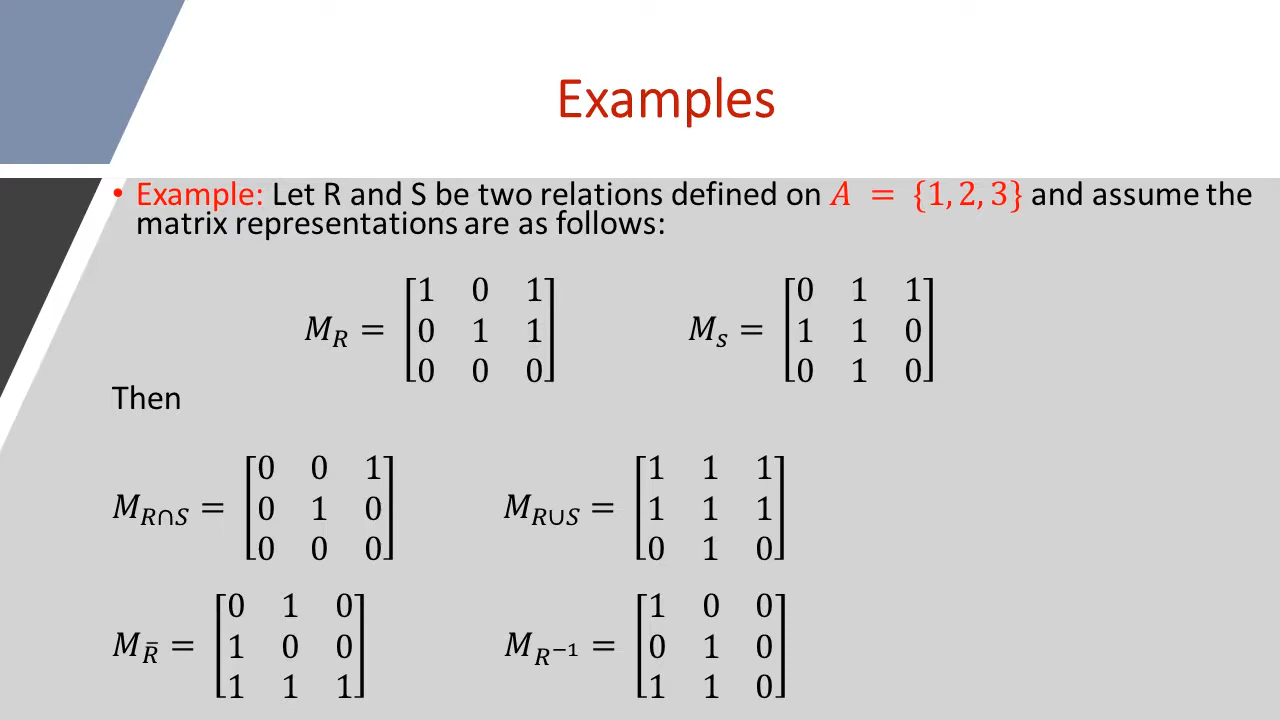 Examples
• Example: Let R and S be two relations defined on A = {1, 2, 3} and assume the
matrix representations are as follows:
M_R = [1 0 1; 0 1 1; 0 0 0] M_s = [0 1 1; 1 1 0; 0 1 0]
Then
M_{R∩S} = [0 0 1; 0 1 0; 0 0 0] M_{R∪S} = [1 1 1; 1 1 1; 0 1 0]
M_{R̄} = [0 1 0; 1 0 0; 1 1 1] M_{R^{−1}} = [1 0 0; 0 1 0; 1 1 0]